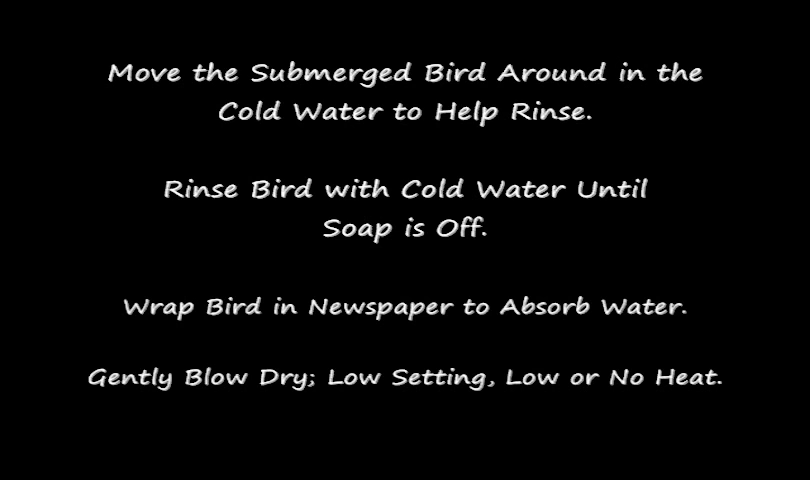 Move the Submerged Bird Around in the
Cold Water to Help Rinse.
Rinse Bird with Cold Water Until
Soap is Off.
Wrap Bird in Newspaper to Absorb Water.
Gently Blow Dry; Low Setting, Low or No Heat.